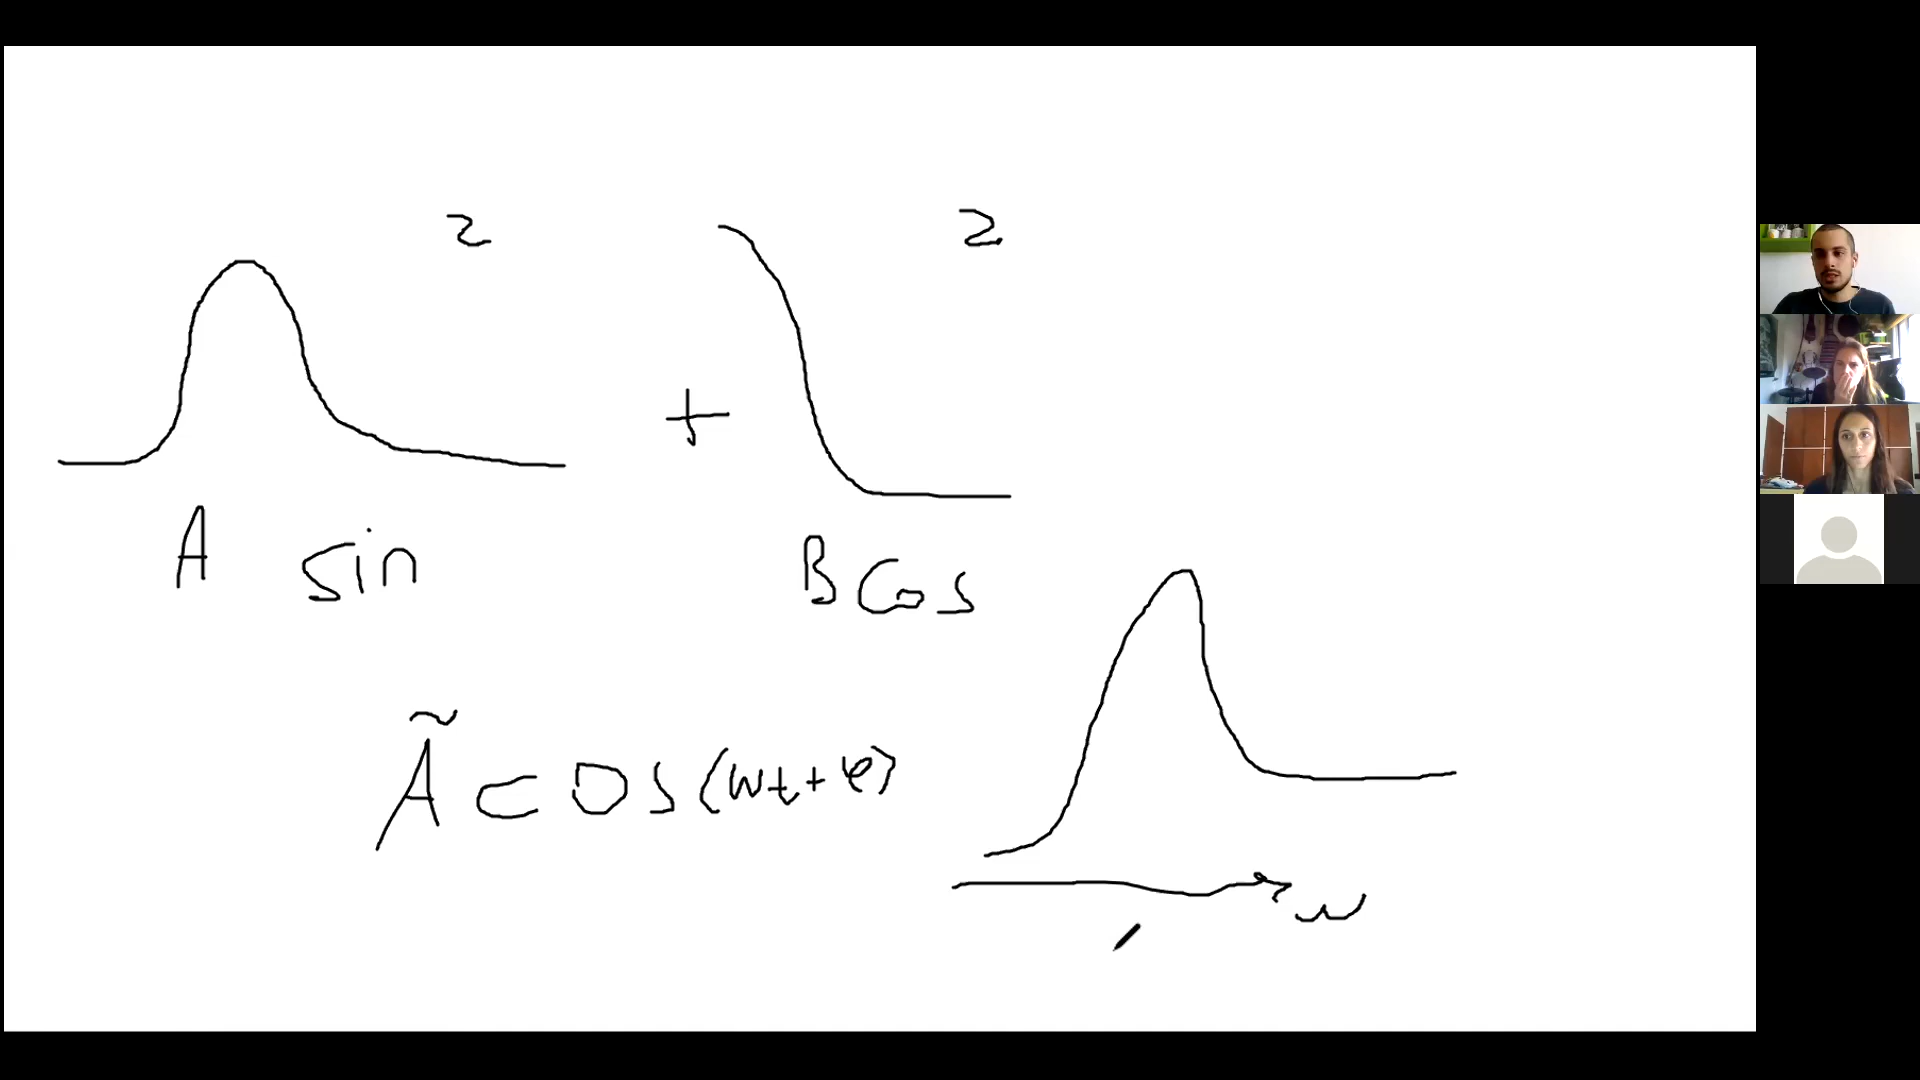 2 2
+
A sin B cos
Ã cos(wt+φ)
w